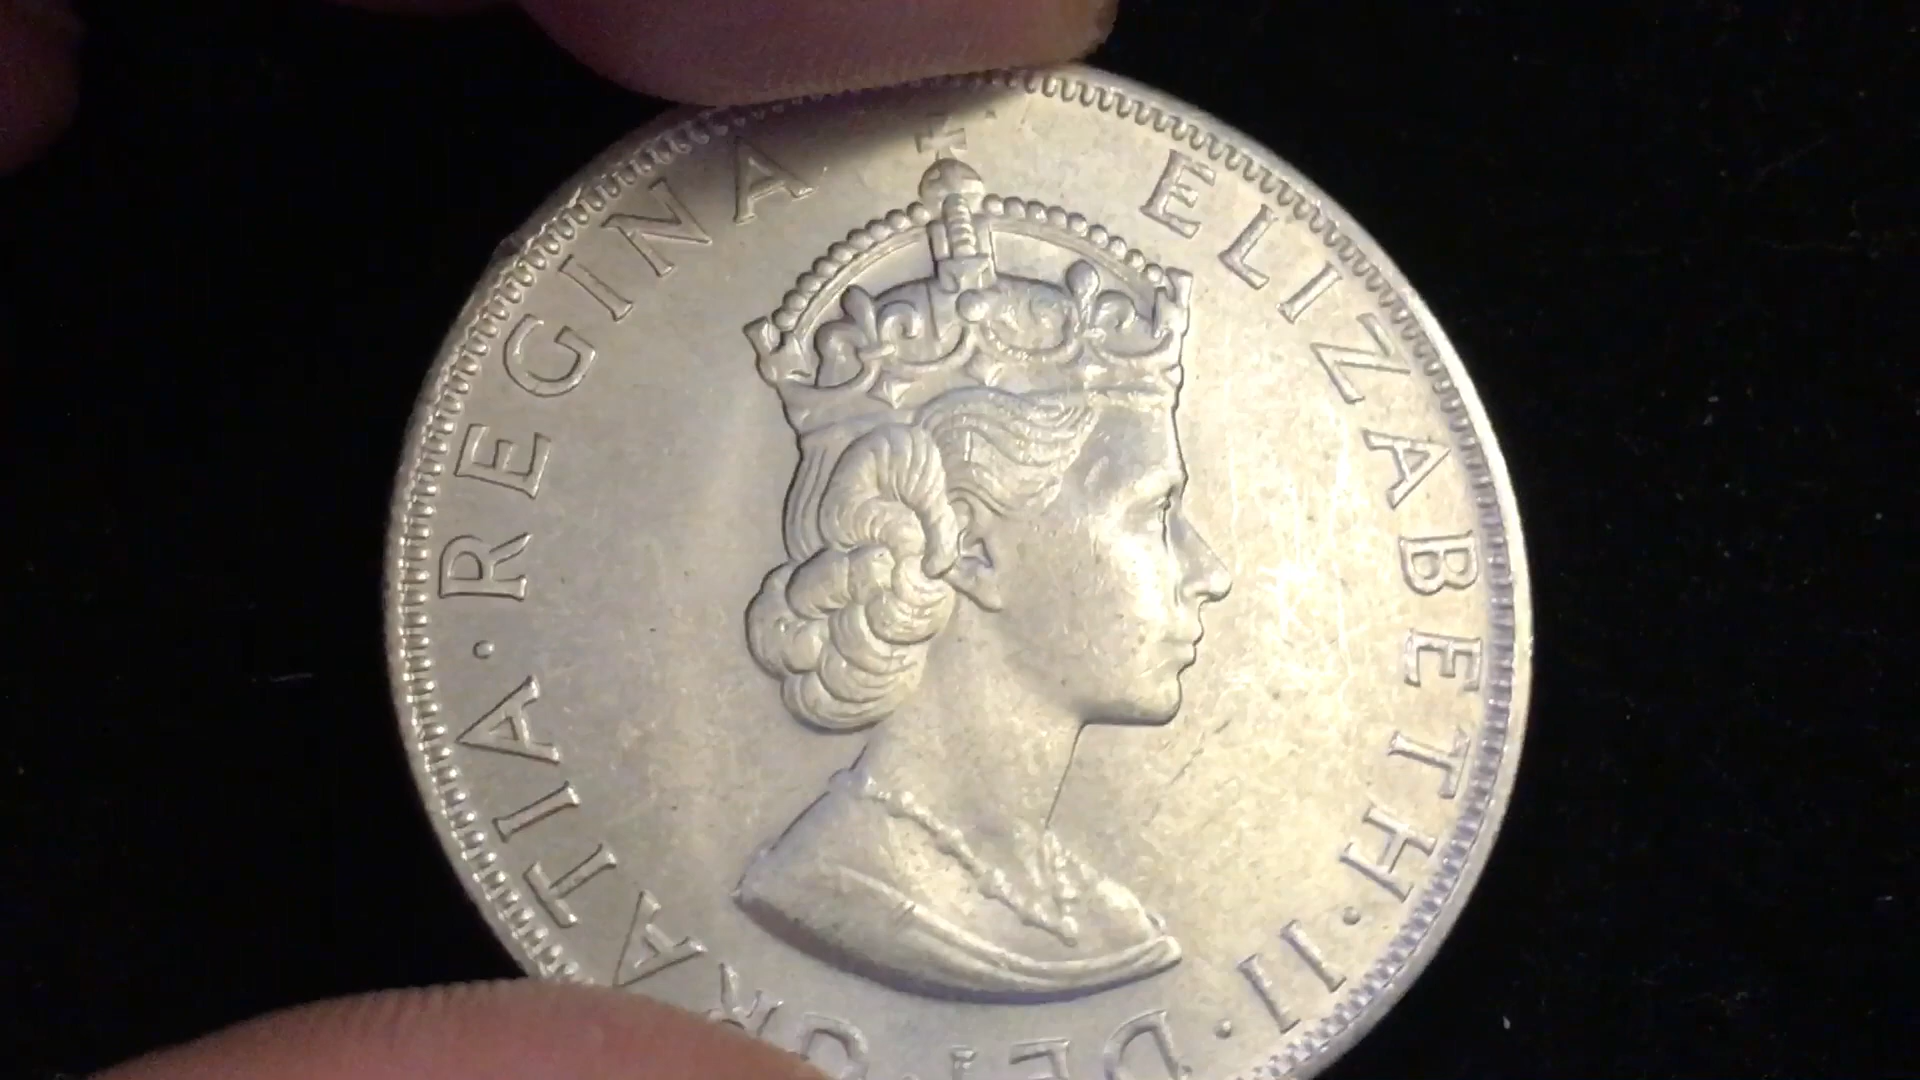 ELIZABETH · II · DEI · GRATIA · REGINA